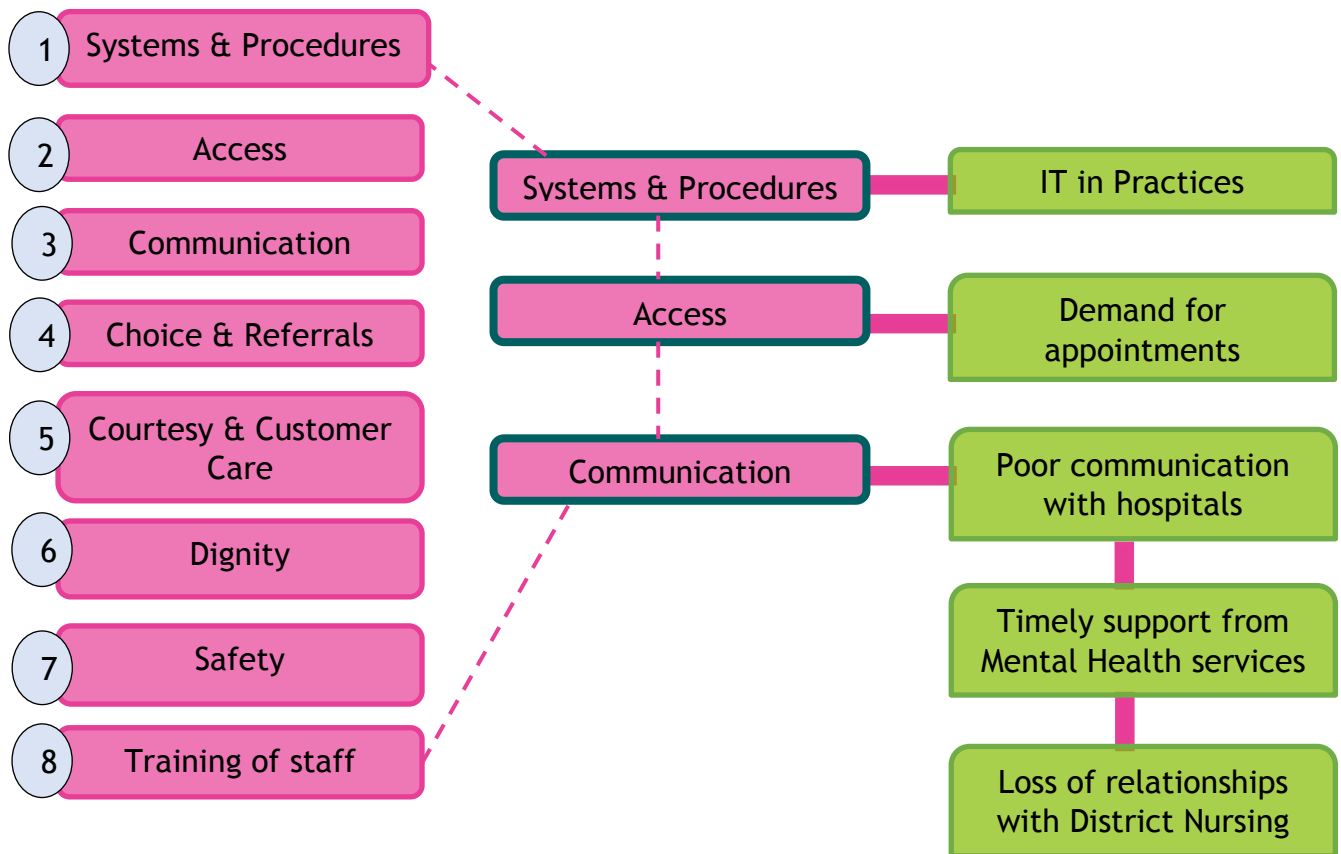 1
Systems & Procedures
2
Access
3
Communication
4
Choice & Referrals
5
Courtesy & Customer
Care
6
Dignity
7
Safety
8
Training of staff
Systems & Procedures
Access
Communication
IT in Practices
Demand for
appointments
Poor communication
with hospitals
Timely support from
Mental Health services
Loss of relationships
with District Nursing